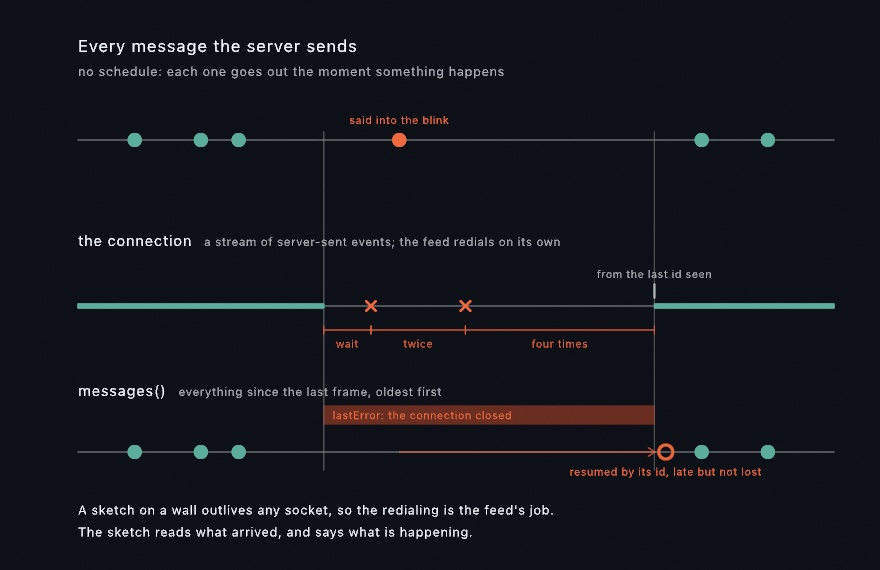 Every message the server sends
no schedule: each one goes out the moment something happens
said into the blink
the connection a stream of server-sent events; the feed redials on its own
from the last id seen
wait twice four times
messages() everything since the last frame, oldest first
lastError: the connection closed
resumed by its id, late but not lost
A sketch on a wall outlives any socket, so the redialing is the feed's job.
The sketch reads what arrived, and says what is happening.